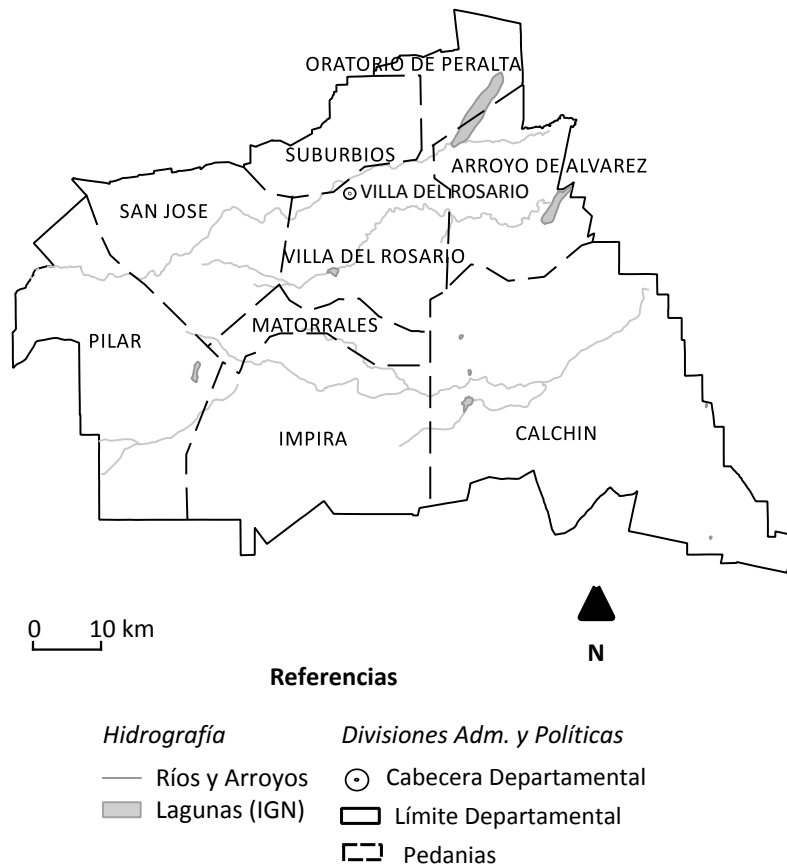 ORATORIO DE PERALTA
SUBURBIOS
ARROYO DE ALVAREZ
VILLA DEL ROSARIO
SAN JOSE
VILLA DEL ROSARIO
MATORRALES
PILAR
IMPIRA
CALCHIN
0 10 km
N
Referencias
Hidrografía
Divisiones Adm. y Políticas
Ríos y Arroyos
Cabecera Departamental
Lagunas (IGN)
Límite Departamental
Pedanias